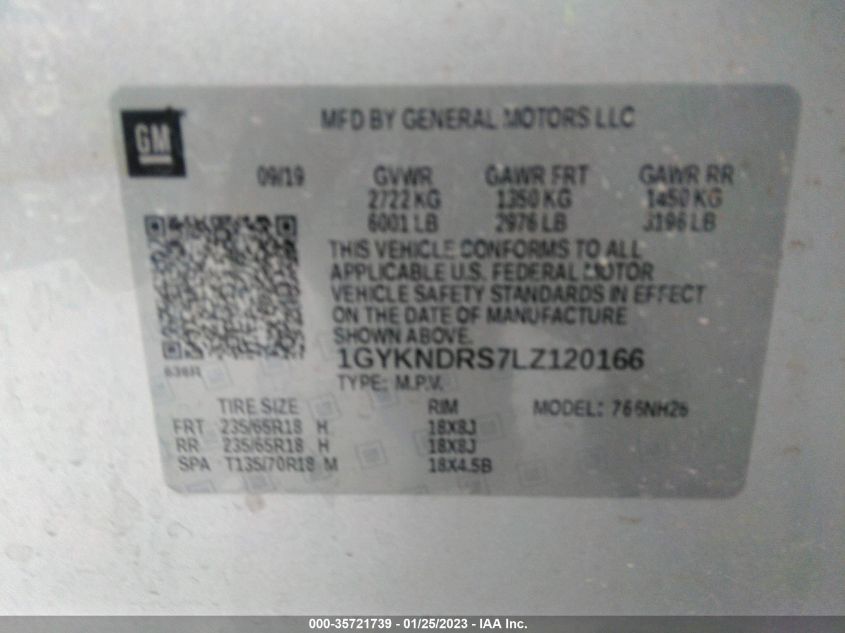 GM
MFD BY GENERAL MOTORS LLC
09/19 GVWR GAWR FRT GAWR RR
2722 KG 1350 KG 1450 KG
6001 LB 2976 LB 3196 LB
THIS VEHICLE CONFORMS TO ALL
APPLICABLE U.S. FEDERAL MOTOR
VEHICLE SAFETY STANDARDS IN EFFECT
ON THE DATE OF MANUFACTURE
SHOWN ABOVE.
1GYKNDRS7LZ120166
TYPE: M.P.V.
TIRE SIZE RIM MODEL: 766NH26
FRT 235/65R18 H 18X8J
RR 235/65R18 H 18X8J
SPA T135/70R18 M 18X4.5B
000-35721739 - 01/25/2023 - IAA Inc.